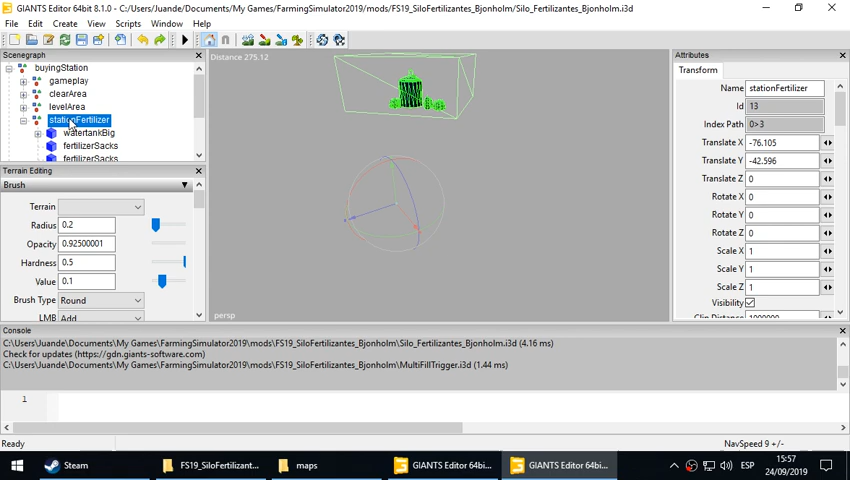 GIANTS Editor 64bit 8.1.0 - C:/Users/Juande/Documents/My Games/FarmingSimulator2019/mods/FS19_SiloFertilizantes_Bjonholm/Silo_Fertilizantes_Bjonholm.i3d
File Edit Create View Scripts Window Help
Scenegraph
buyingStation
gameplay
clearArea
levelArea
stationFertilizer
watertankBig
fertilizerSacks
fertilizerSacks
Terrain Editing
Brush
Terrain
Radius 0.2
Opacity 0.92500001
Hardness 0.5
Value 0.1
Brush Type Round
LMB Add
Distance 275.12
persp
Attributes
Transform
Name stationFertilizer
Id 13
Index Path 0>3
Translate X -76.105
Translate Y -42.596
Translate Z 0
Rotate X 0
Rotate Y 0
Rotate Z 0
Scale X 1
Scale Y 1
Scale Z 1
Visibility
Clip Distance 1000000
Console
C:\Users\Juande\Documents\My Games\FarmingSimulator2019\mods\FS19_SiloFertilizantes_Bjonholm\Silo_Fertilizantes_Bjonholm.i3d (4.16 ms)
Check for updates (https://gdn.giants-software.com)
C:\Users\Juande\Documents\My Games\FarmingSimulator2019\mods\FS19_SiloFertilizantes_Bjonholm\MultiFillTrigger.i3d (1.44 ms)
1
Ready
NavSpeed 9 +/-
Steam
FS19_SiloFertilizant...
maps
GIANTS Editor 64bi...
GIANTS Editor 64bi...
ESP
15:57
24/09/2019